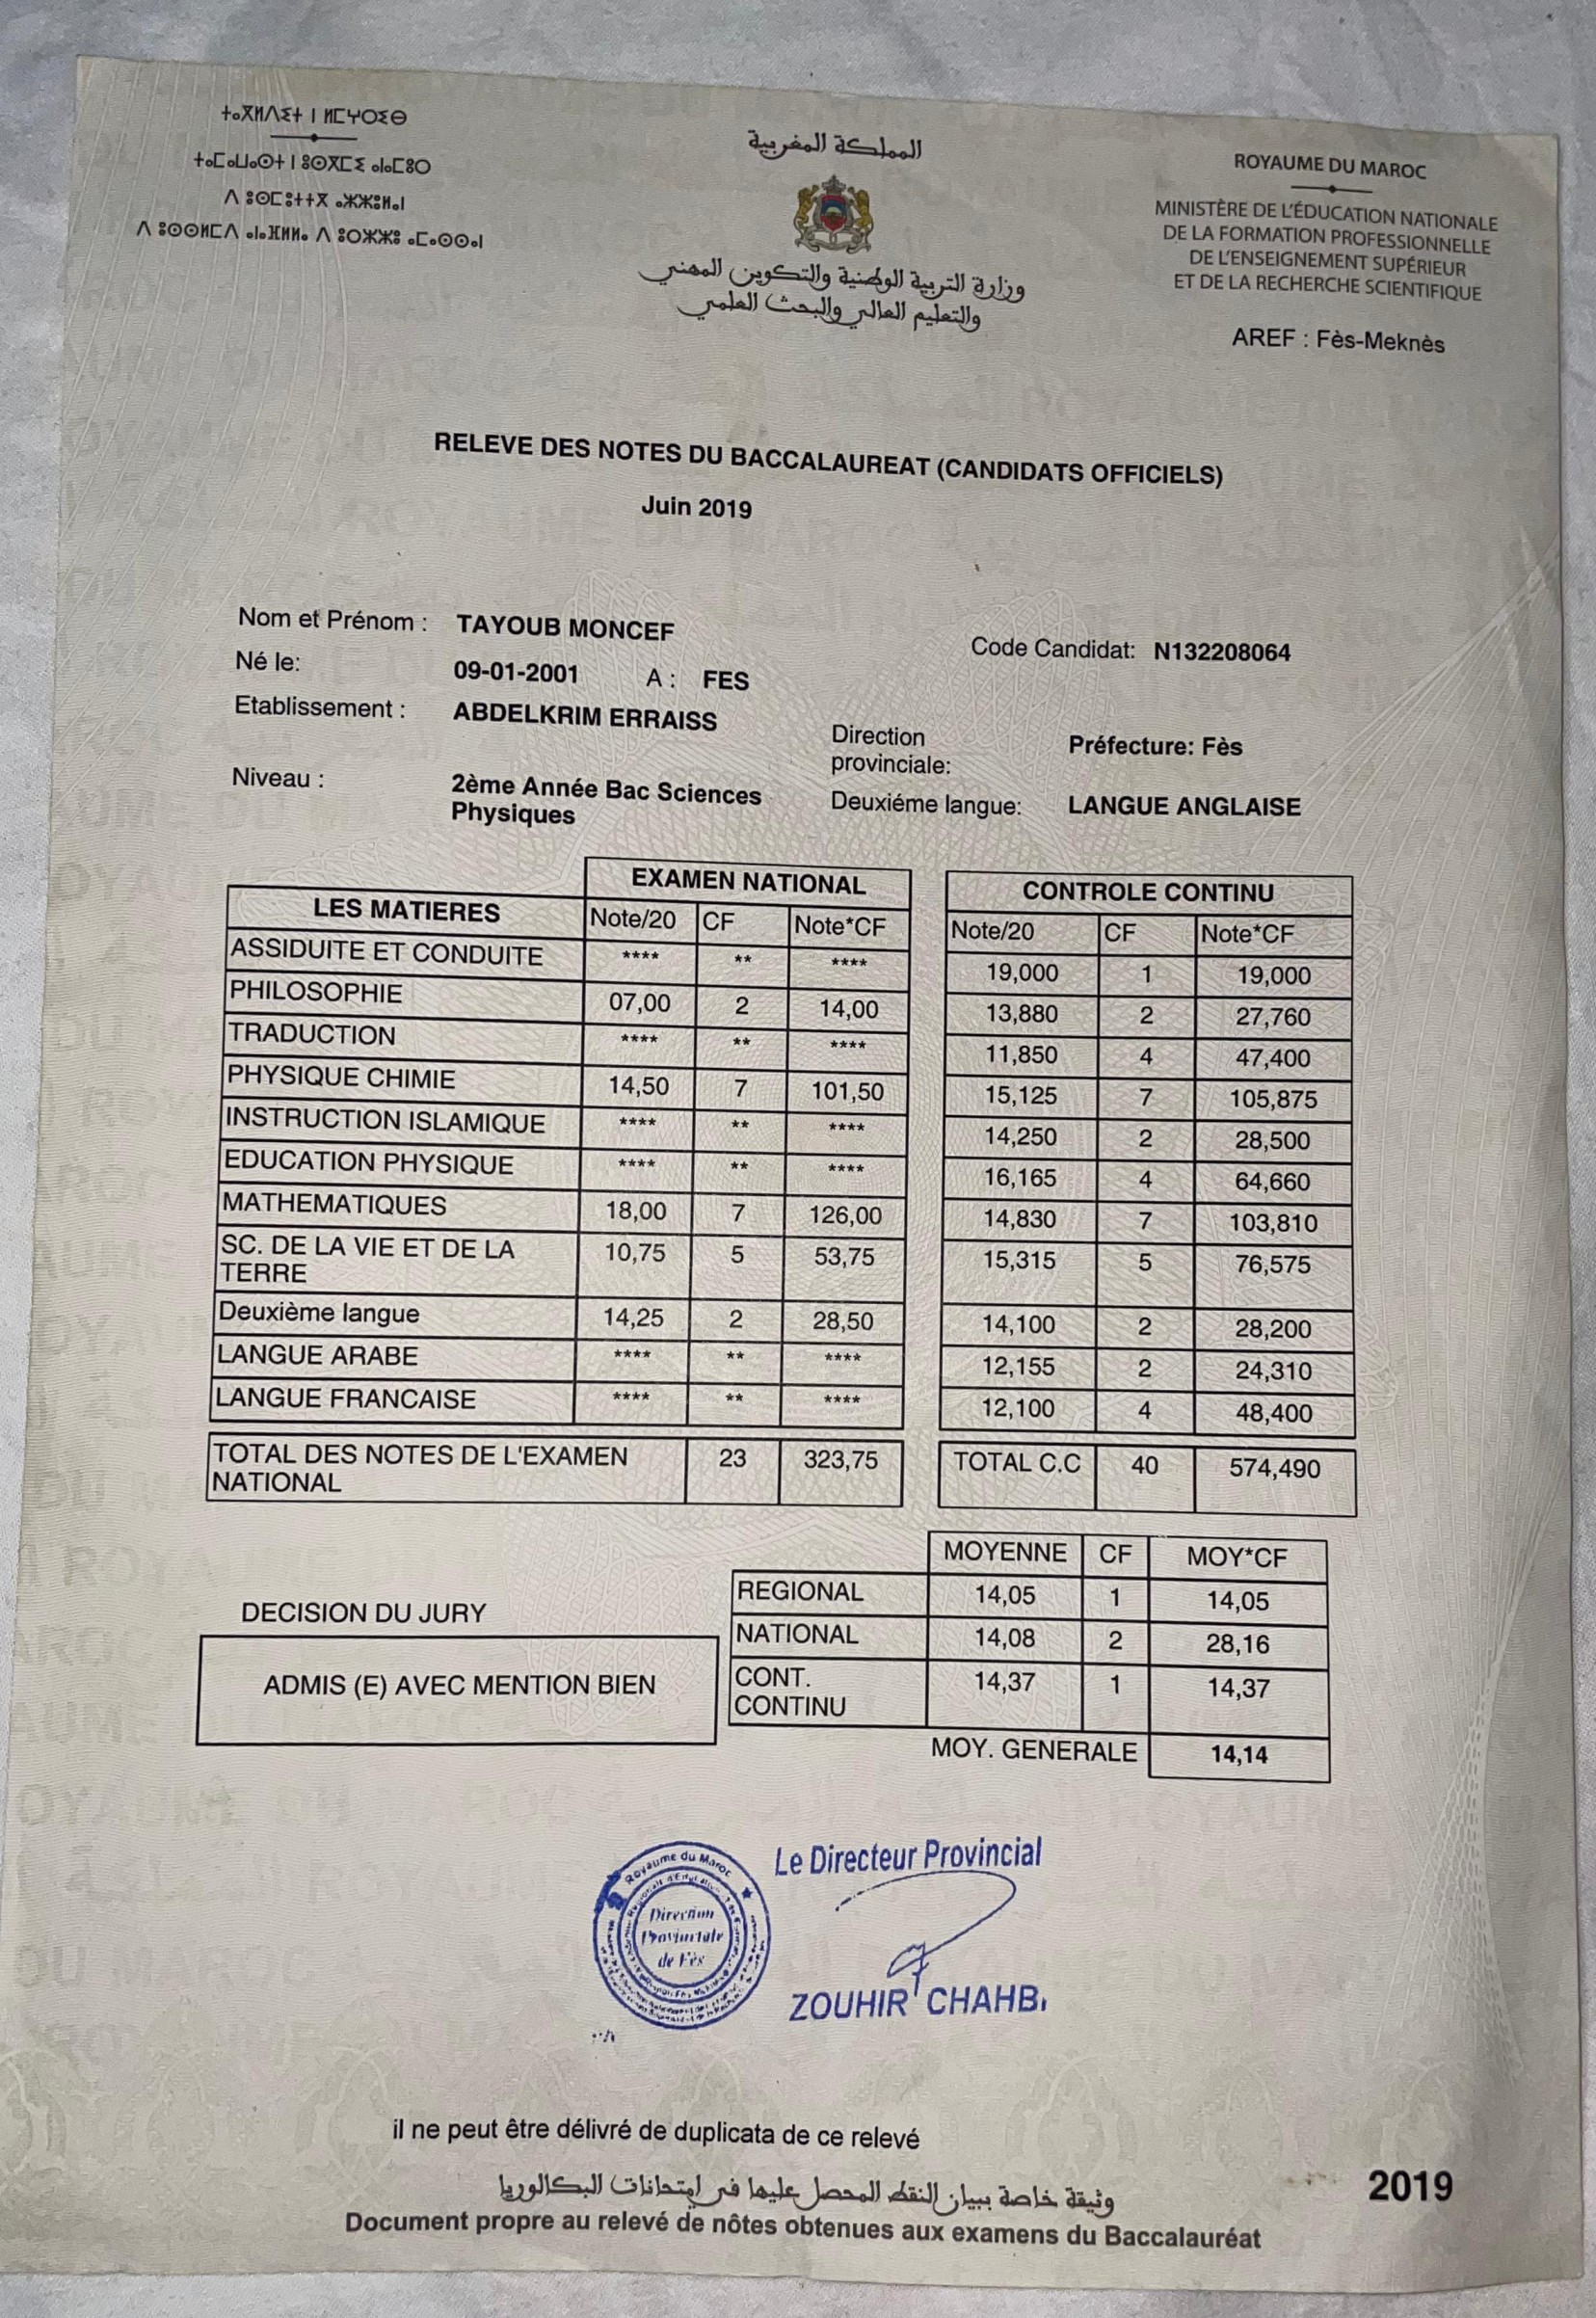 ⵜⴰⴳⵍⴷⵉⵜ ⵏ ⵍⵎⵖⵔⵉⴱ
ⵜⴰⵎⴰⵡⴰⵙⵜ ⵏ ⵓⵙⴳⵎⵉ ⴰⵏⴰⵎⵓⵔ
ⴷ ⵓⵙⵎⵓⵜⵜⴳ ⴰⵣⵣⵓⵍⴰⵏ
ⴷ ⵓⵙⵙⵍⵎⴷ ⴰⵏⴰⴼⵍⵍⴰ ⴷ ⵓⵔⵣⵣⵓ ⴰⵎⴰⵙⵙⴰⵏ
المملكة المغربية
وزارة التربية الوطنية والتكوين المهني
والتعليم العالي والبحث العلمي
ROYAUME DU MAROC
MINISTÈRE DE L'ÉDUCATION NATIONALE
DE LA FORMATION PROFESSIONNELLE
DE L'ENSEIGNEMENT SUPÉRIEUR
ET DE LA RECHERCHE SCIENTIFIQUE
AREF : Fès-Meknès
RELEVE DES NOTES DU BACCALAUREAT (CANDIDATS OFFICIELS)
Juin 2019
Nom et Prénom : TAYOUB MONCEF Code Candidat: N132208064
Né le: 09-01-2001 A : FES
Etablissement : ABDELKRIM ERRAISS
Direction
provinciale: Préfecture: Fès
Niveau : 2ème Année Bac Sciences
Physiques
Deuxiéme langue: LANGUE ANGLAISE
EXAMEN NATIONAL CONTROLE CONTINU
LES MATIERES Note/20 CF Note*CF Note/20 CF Note*CF
ASSIDUITE ET CONDUITE **** ** **** 19,000 1 19,000
PHILOSOPHIE 07,00 2 14,00 13,880 2 27,760
TRADUCTION **** ** **** 11,850 4 47,400
PHYSIQUE CHIMIE 14,50 7 101,50 15,125 7 105,875
INSTRUCTION ISLAMIQUE **** ** **** 14,250 2 28,500
EDUCATION PHYSIQUE **** ** **** 16,165 4 64,660
MATHEMATIQUES 18,00 7 126,00 14,830 7 103,810
SC. DE LA VIE ET DE LA 10,75 5 53,75 15,315 5 76,575
TERRE
Deuxième langue 14,25 2 28,50 14,100 2 28,200
LANGUE ARABE **** ** **** 12,155 2 24,310
LANGUE FRANCAISE **** ** **** 12,100 4 48,400
TOTAL DES NOTES DE L'EXAMEN 23 323,75 TOTAL C.C 40 574,490
NATIONAL
MOYENNE CF MOY*CF
REGIONAL 14,05 1 14,05
NATIONAL 14,08 2 28,16
CONT. 14,37 1 14,37
CONTINU
MOY. GENERALE 14,14
DECISION DU JURY
ADMIS (E) AVEC MENTION BIEN
Royaume du Maroc
Direction
Provinciale
de Fès
Le Directeur Provincial
ZOUHIR CHAHBI
il ne peut être délivré de duplicata de ce relevé
وثيقة خاصة ببيان النقط المحصل عليها في امتحانات البكالوريا
2019
Document propre au relevé de nôtes obtenues aux examens du Baccalauréat